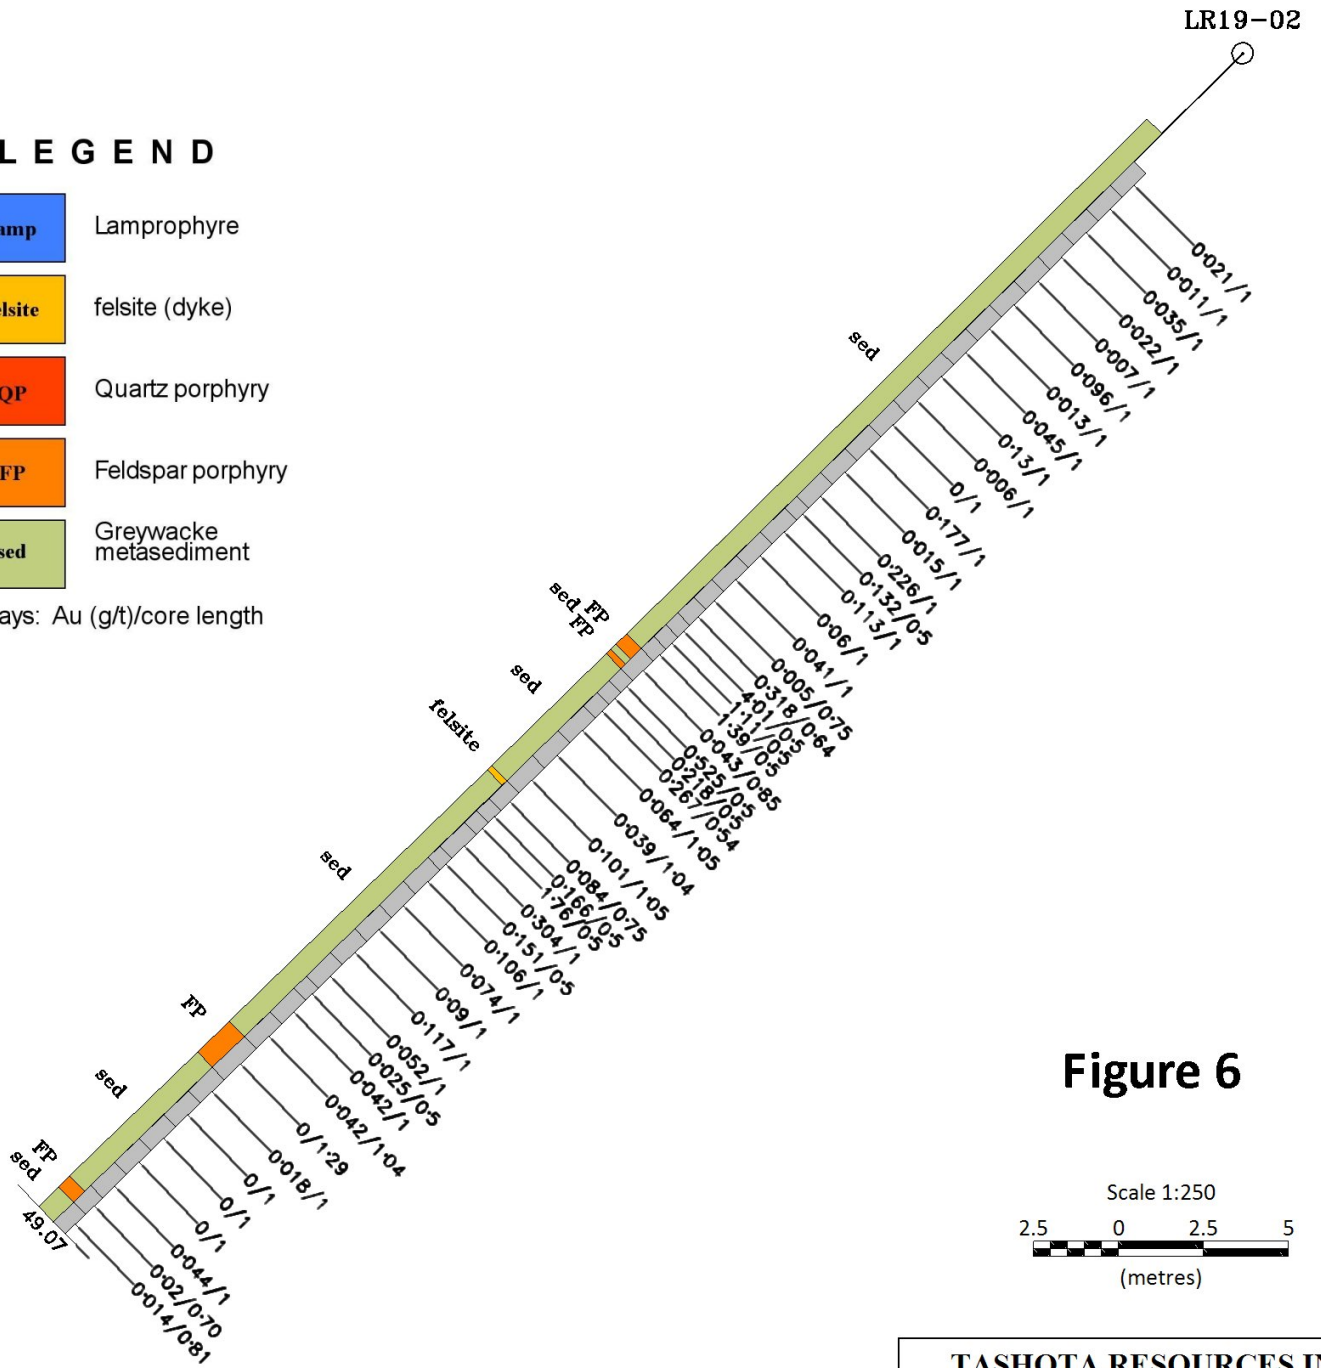 LR19-02
L E G E N D
amp
Lamprophyre
elsite
felsite (dyke)
QP
Quartz porphyry
FP
Feldspar porphyry
sed
Greywacke
metasediment
ays: Au (g/t)/core length
sed
FP
sed
FP
sed
felsite
sed
FP
sed
FP
sed
49.07
0.021/1
0.011/1
0.035/1
0.022/1
0.007/1
0.096/1
0.013/1
0.045/1
0.13/1
0.006/1
0/1
0.177/1
0.015/1
0.226/1
0.132/0.5
0.113/1
0.06/1
0.041/1
0.005/0.75
0.318/0.64
4.01/0.5
1.11/0.5
1.39/0.5
0.043/0.85
0.525/0.5
0.218/0.5
0.267/0.54
0.064/1.05
0.039/1.04
0.101/1.05
0.084/0.75
0.166/0.5
1.76/0.5
0.304/1
0.151/0.5
0.106/1
0.074/1
0.09/1
0.117/1
0.052/1
0.025/0.5
0.042/1
0.042/1.04
0/1.29
0.018/1
0/1
0/1
0/1
0.044/1
0.02/0.70
0.014/0.81
Figure 6
Scale 1:250
2.5 0 2.5 5
(metres)
TASHOTA RESOURCES IN